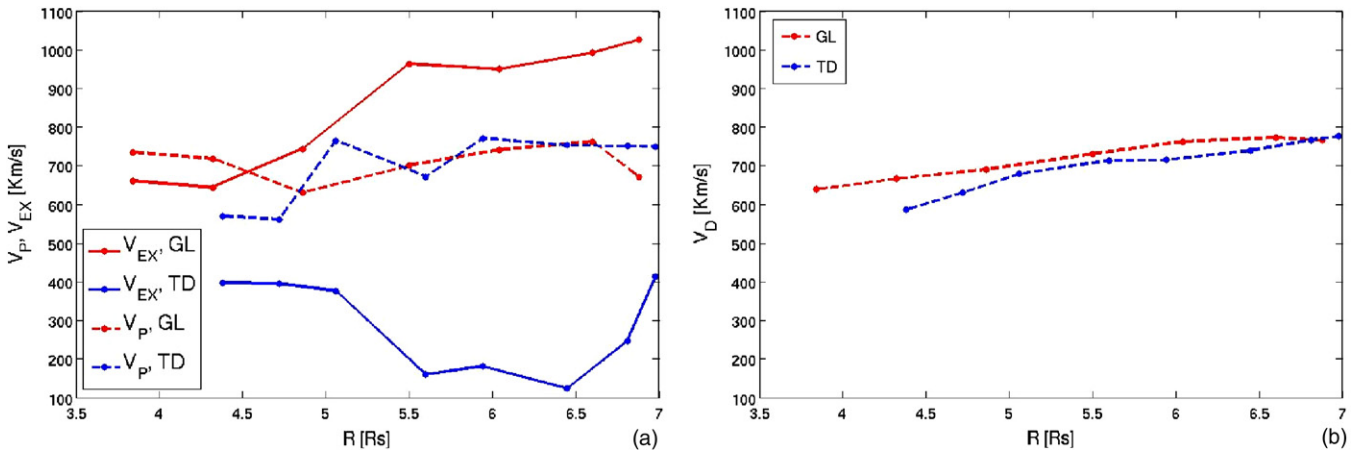 1100
1000
900
800
700
600
500
400
300
200
100
V_P, V_EX [Km/s]
V_EX, GL
V_EX, TD
V_P, GL
V_P, TD
3.5 4 4.5 5 5.5 6 6.5 7
R [Rs]
(a)
1100
1000
900
800
700
600
500
400
300
200
100
V_D [Km/s]
GL
TD
3.5 4 4.5 5 5.5 6 6.5 7
R [Rs]
(b)